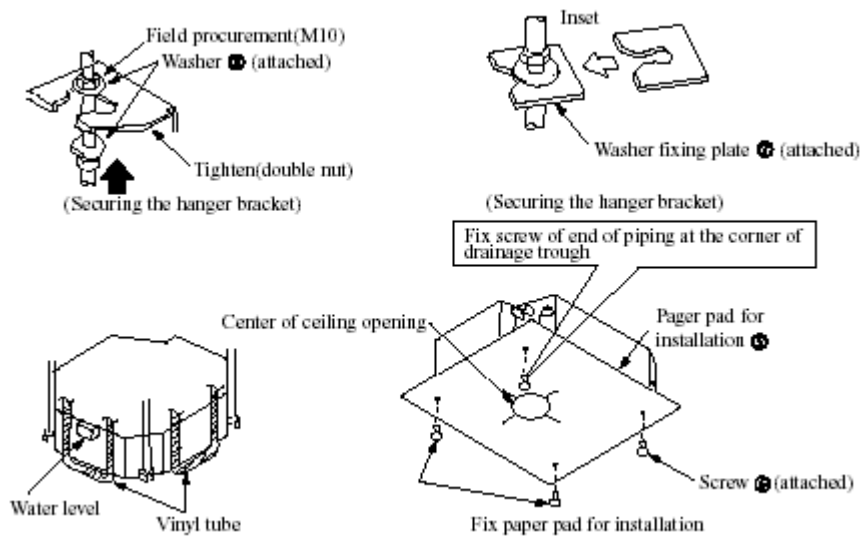 Field procurement(M10)
Washer (attached)
Tighten(double nut)
(Securing the hanger bracket)
Inset
Washer fixing plate (attached)
(Securing the hanger bracket)
Fix screw of end of piping at the corner of
drainage trough
Center of ceiling opening
Pager pad for
installation
Water level
Vinyl tube
Screw (attached)
Fix paper pad for installation